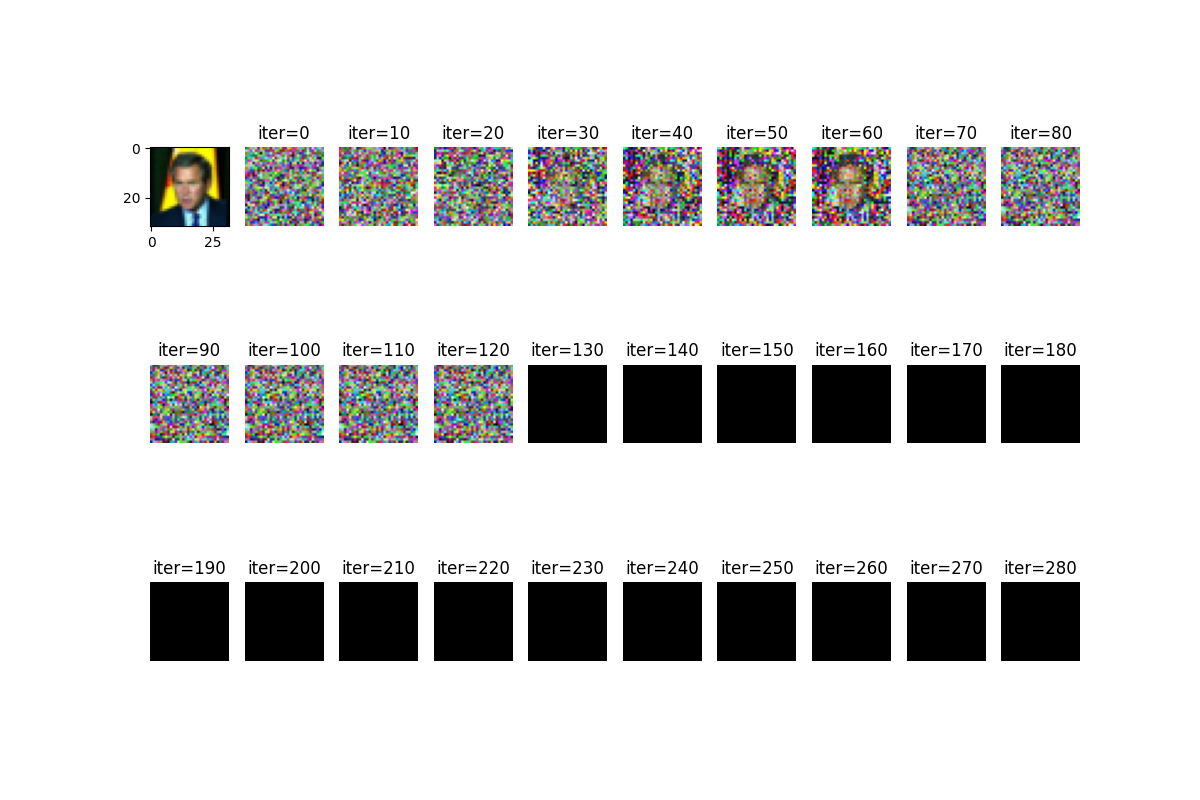 iter=0 iter=10 iter=20 iter=30 iter=40 iter=50 iter=60 iter=70 iter=80
0
20
0 25
iter=90 iter=100 iter=110 iter=120 iter=130 iter=140 iter=150 iter=160 iter=170 iter=180
iter=190 iter=200 iter=210 iter=220 iter=230 iter=240 iter=250 iter=260 iter=270 iter=280